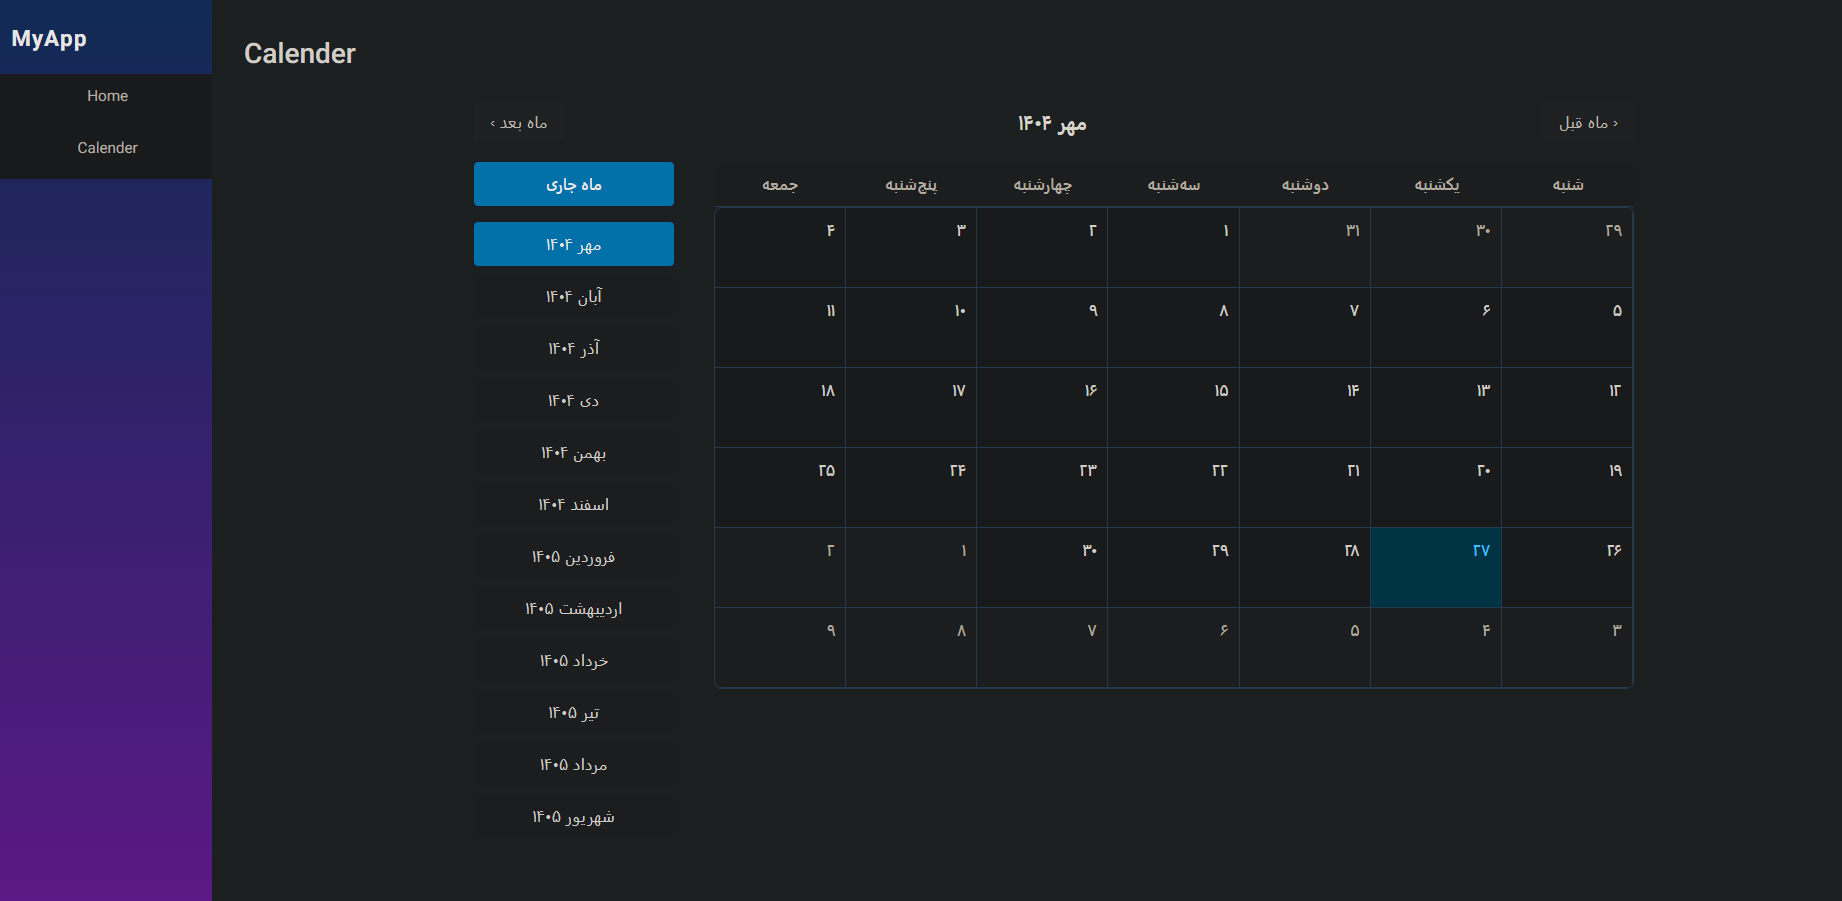 MyApp
Home
Calender
Calender
‹ ماه قبل
مهر ۱۴۰۴
ماه بعد ›
شنبه یکشنبه دوشنبه سه‌شنبه چهارشنبه پنج‌شنبه جمعه
۲۹ ۳۰ ۳۱ ۱ ۲ ۳ ۴
۵ ۶ ۷ ۸ ۹ ۱۰ ۱۱
۱۲ ۱۳ ۱۴ ۱۵ ۱۶ ۱۷ ۱۸
۱۹ ۲۰ ۲۱ ۲۲ ۲۳ ۲۴ ۲۵
۲۶ ۲۷ ۲۸ ۲۹ ۳۰ ۱ ۲
۳ ۴ ۵ ۶ ۷ ۸ ۹
ماه جاری
مهر ۱۴۰۴
آبان ۱۴۰۴
آذر ۱۴۰۴
دی ۱۴۰۴
بهمن ۱۴۰۴
اسفند ۱۴۰۴
فروردین ۱۴۰۵
اردیبهشت ۱۴۰۵
خرداد ۱۴۰۵
تیر ۱۴۰۵
مرداد ۱۴۰۵
شهریور ۱۴۰۵